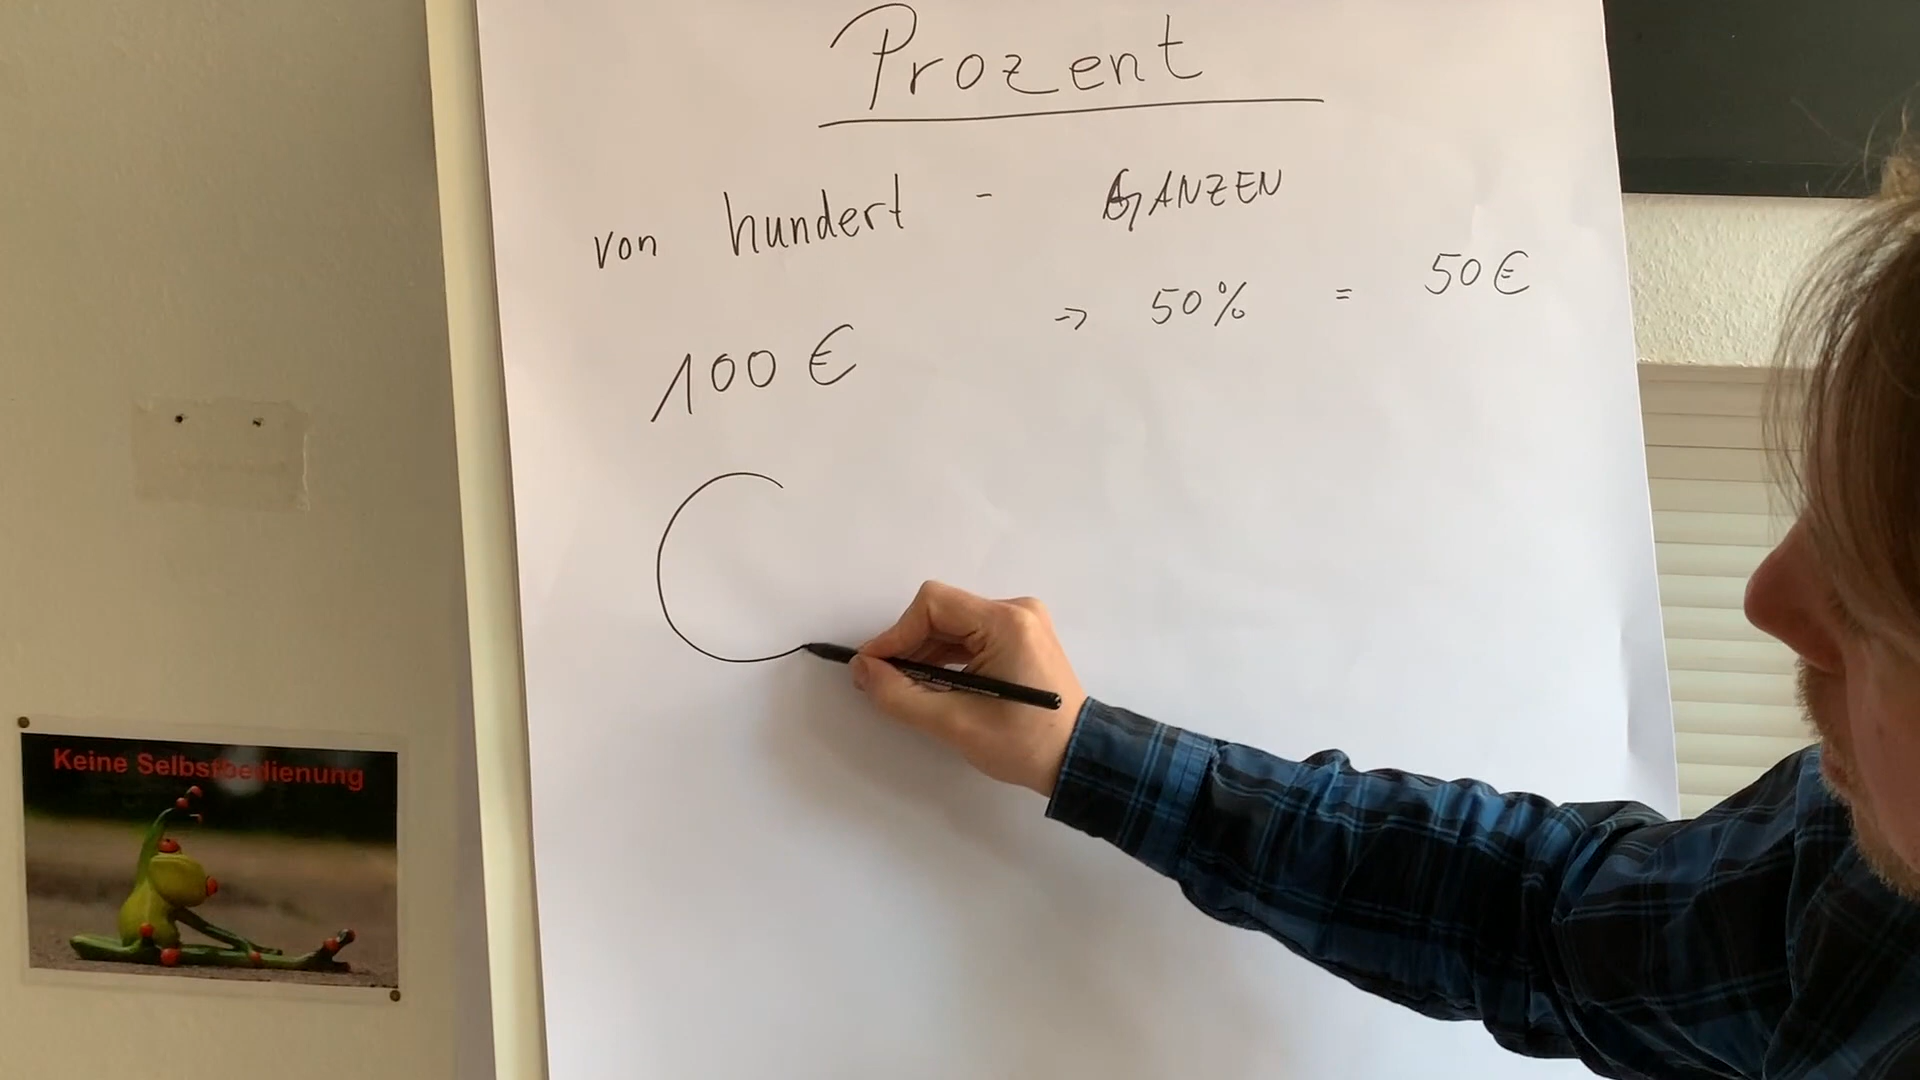 Prozent
von hundert - GANZEN
100 € → 50% = 50€
Keine Selbstbedienung